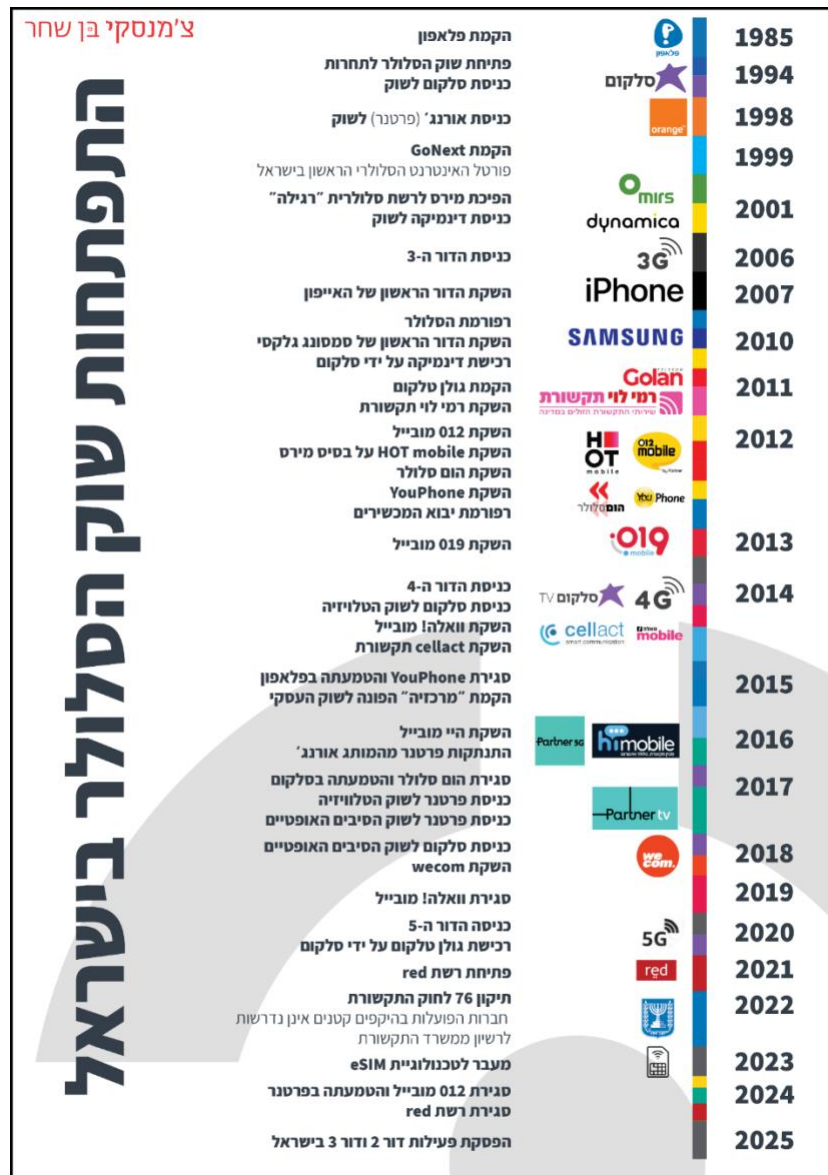 צ'מנסקי בן שחר
התפתחות שוק הסלולר בישראל
1985
פלאפון
הקמת פלאפון
1994
סלקום
פתיחת שוק הסלולר לתחרות
כניסת סלקום לשוק
1998
orange™
כניסת אורנג' (פרטנר) לשוק
1999
הקמת GoNext
פורטל האינטרנט הסלולרי הראשון בישראל
2001
mirs
dynamica
הפיכת מירס לרשת סלולרית "רגילה"
כניסת דינמיקה לשוק
2006
3G
כניסת הדור ה-3
2007
iPhone
השקת הדור הראשון של האייפון
2010
SAMSUNG
רפורמת הסלולר
השקת הדור הראשון של סמסונג גלקסי
רכישת דינמיקה על ידי סלקום
2011
Golan
רמי לוי תקשורת
שירותי התקשורת הזולים במדינה
הקמת גולן טלקום
השקת רמי לוי תקשורת
2012
HOT
mobile
012
mobile
הום סלולר
You Phone
השקת 012 מובייל
השקת HOT mobile על בסיס מירס
השקת הום סלולר
השקת YouPhone
רפורמת יבוא המכשירים
2013
019
mobile
השקת 019 מובייל
2014
סלקום TV
4G
cellact
smart communication
mobile
כניסת הדור ה-4
כניסת סלקום לשוק הטלויזיה
השקת וואלה! מובייל
השקת cellact תקשורת
2015
סגירת YouPhone והטמעתה בפלאפון
הקמת "מרכזיה" הפונה לשוק העסקי
2016
Partner 5G
himobile
השקת היי מובייל
התנתקות פרטנר מהמותג אורנג'
2017
Partner tv
סגירת הום סלולר והטמעתה בסלקום
כניסת פרטנר לשוק הטלוויזיה
כניסת פרטנר לשוק הסיבים האופטיים
2018
we
com.
כניסת סלקום לשוק הסיבים האופטיים
השקת wecom
2019
סגירת וואלה! מובייל
2020
5G
כניסה הדור ה-5
רכישת גולן טלקום על ידי סלקום
2021
red
פתיחת רשת red
2022
תיקון 76 לחוק התקשורת
חברות הפועלות בהיקפים קטנים אינן נדרשות
לרשיון ממשרד התקשורת
2023
מעבר לטכנולוגיית eSIM
2024
סגירת 012 מובייל והטמעתה בפרטנר
סגירת רשת red
2025
הפסקת פעילות דור 2 ודור 3 בישראל